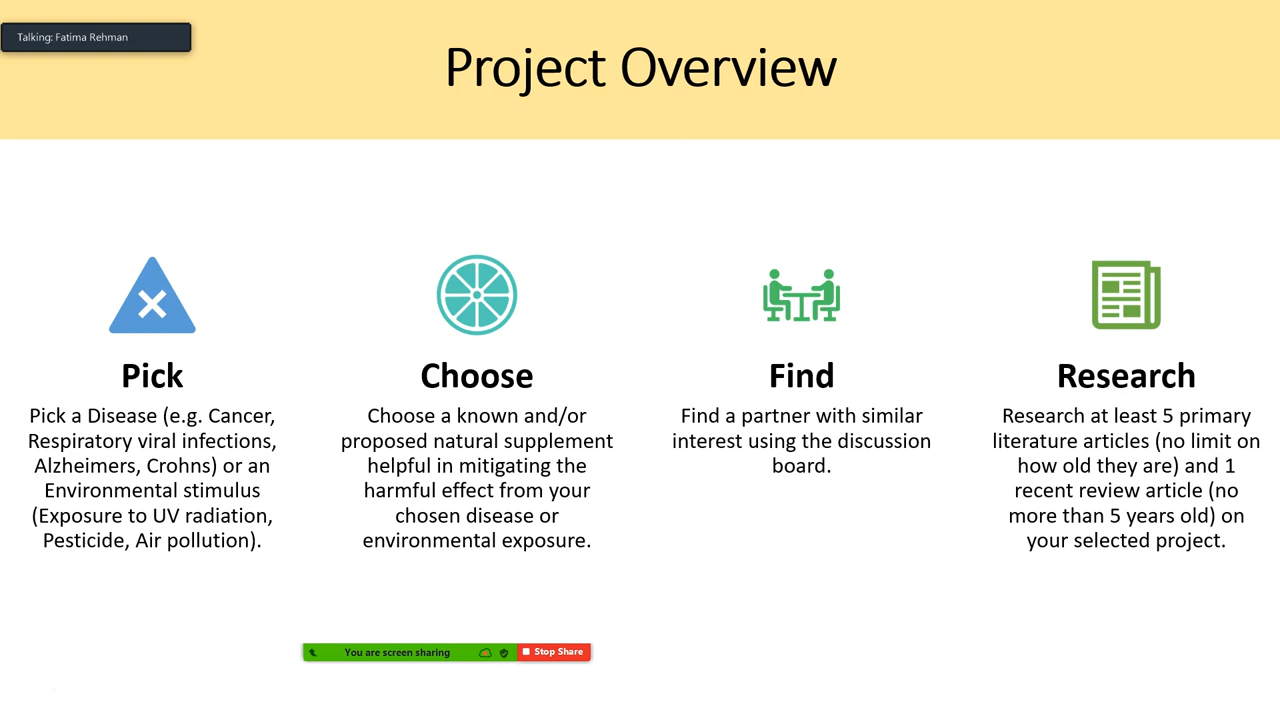 Talking: Fatima Rehman
Project Overview
Pick
Pick a Disease (e.g. Cancer,
Respiratory viral infections,
Alzheimers, Crohns) or an
Environmental stimulus
(Exposure to UV radiation,
Pesticide, Air pollution).
Choose
Choose a known and/or
proposed natural supplement
helpful in mitigating the
harmful effect from your
chosen disease or
environmental exposure.
Find
Find a partner with similar
interest using the discussion
board.
Research
Research at least 5 primary
literature articles (no limit on
how old they are) and 1
recent review article (no
more than 5 years old) on
your selected project.
You are screen sharing
Stop Share